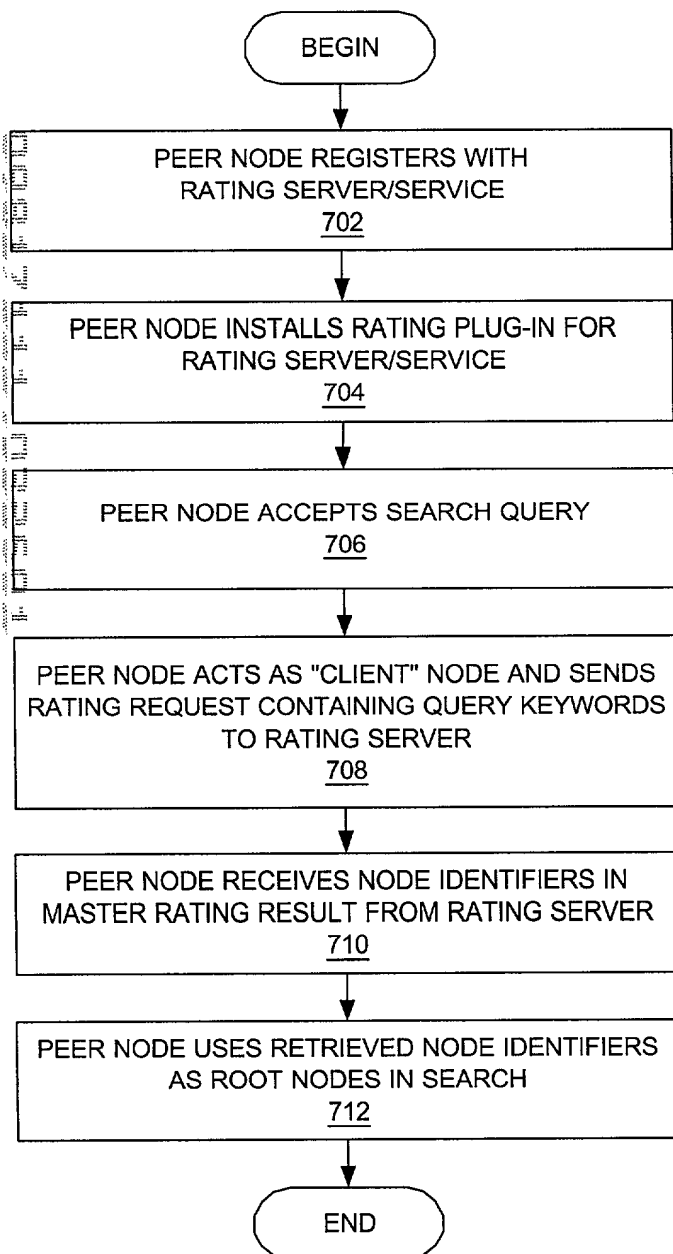 BEGIN
PEER NODE REGISTERS WITH
RATING SERVER/SERVICE
702
PEER NODE INSTALLS RATING PLUG-IN FOR
RATING SERVER/SERVICE
704
PEER NODE ACCEPTS SEARCH QUERY
706
PEER NODE ACTS AS "CLIENT" NODE AND SENDS
RATING REQUEST CONTAINING QUERY KEYWORDS
TO RATING SERVER
708
PEER NODE RECEIVES NODE IDENTIFIERS IN
MASTER RATING RESULT FROM RATING SERVER
710
PEER NODE USES RETRIEVED NODE IDENTIFIERS
AS ROOT NODES IN SEARCH
712
END